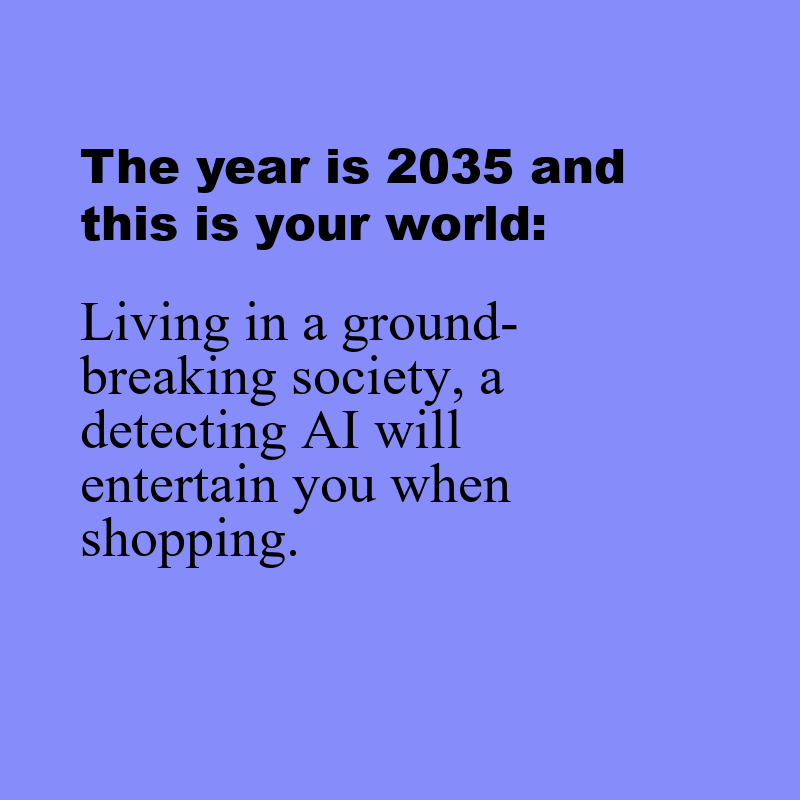 The year is 2035 and
this is your world:
Living in a ground-
breaking society, a
detecting AI will
entertain you when
shopping.